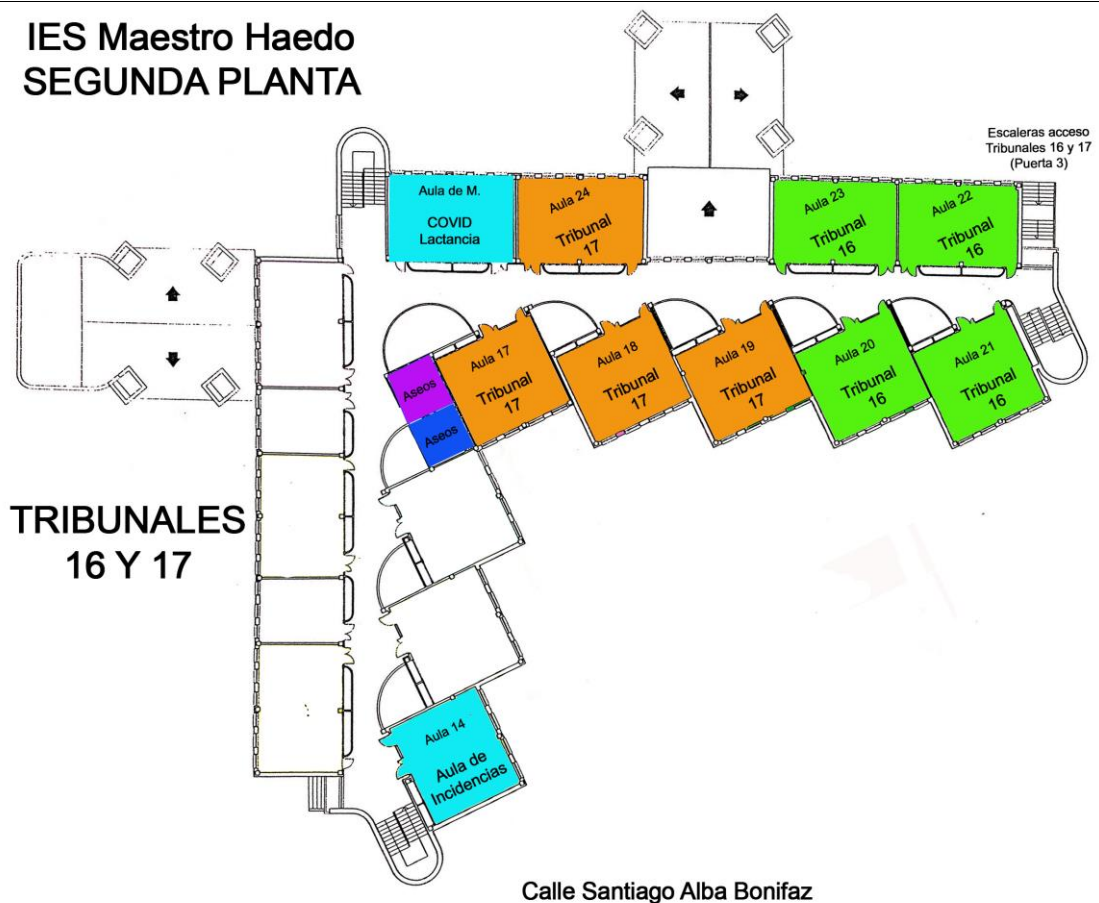 IES Maestro Haedo
SEGUNDA PLANTA
Escaleras acceso
Tribunales 16 y 17
(Puerta 3)
Aula de M.
COVID
Lactancia
Aula 24
Tribunal
17
Aula 23
Tribunal
16
Aula 22
Tribunal
16
Aseos
Aseos
Aula 17
Tribunal
17
Aula 18
Tribunal
17
Aula 19
Tribunal
17
Aula 20
Tribunal
16
Aula 21
Tribunal
16
TRIBUNALES
16 Y 17
Aula 14
Aula de
Incidencias
Calle Santiago Alba Bonifaz